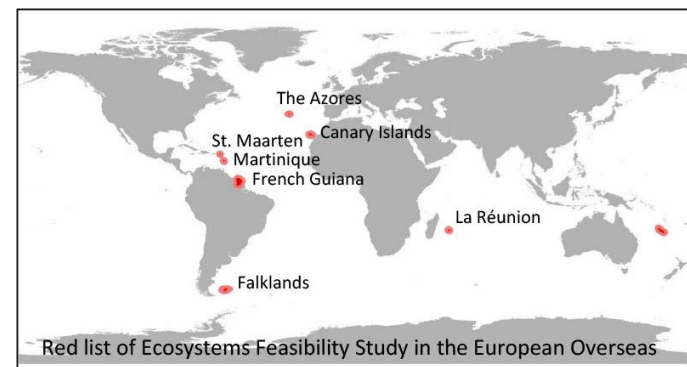 The Azores
Canary Islands
St. Maarten
Martinique
French Guiana
La Réunion
Falklands
Red list of Ecosystems Feasibility Study in the European Overseas